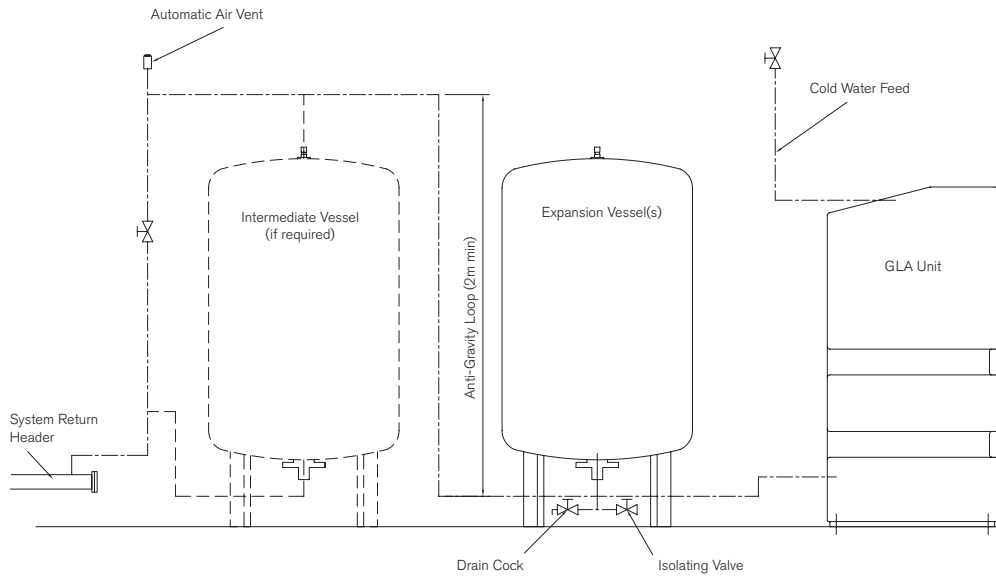 Automatic Air Vent
Cold Water Feed
Intermediate Vessel
(if required)
Expansion Vessel(s)
Anti-Gravity Loop (2m min)
GLA Unit
System Return
Header
Drain Cock
Isolating Valve